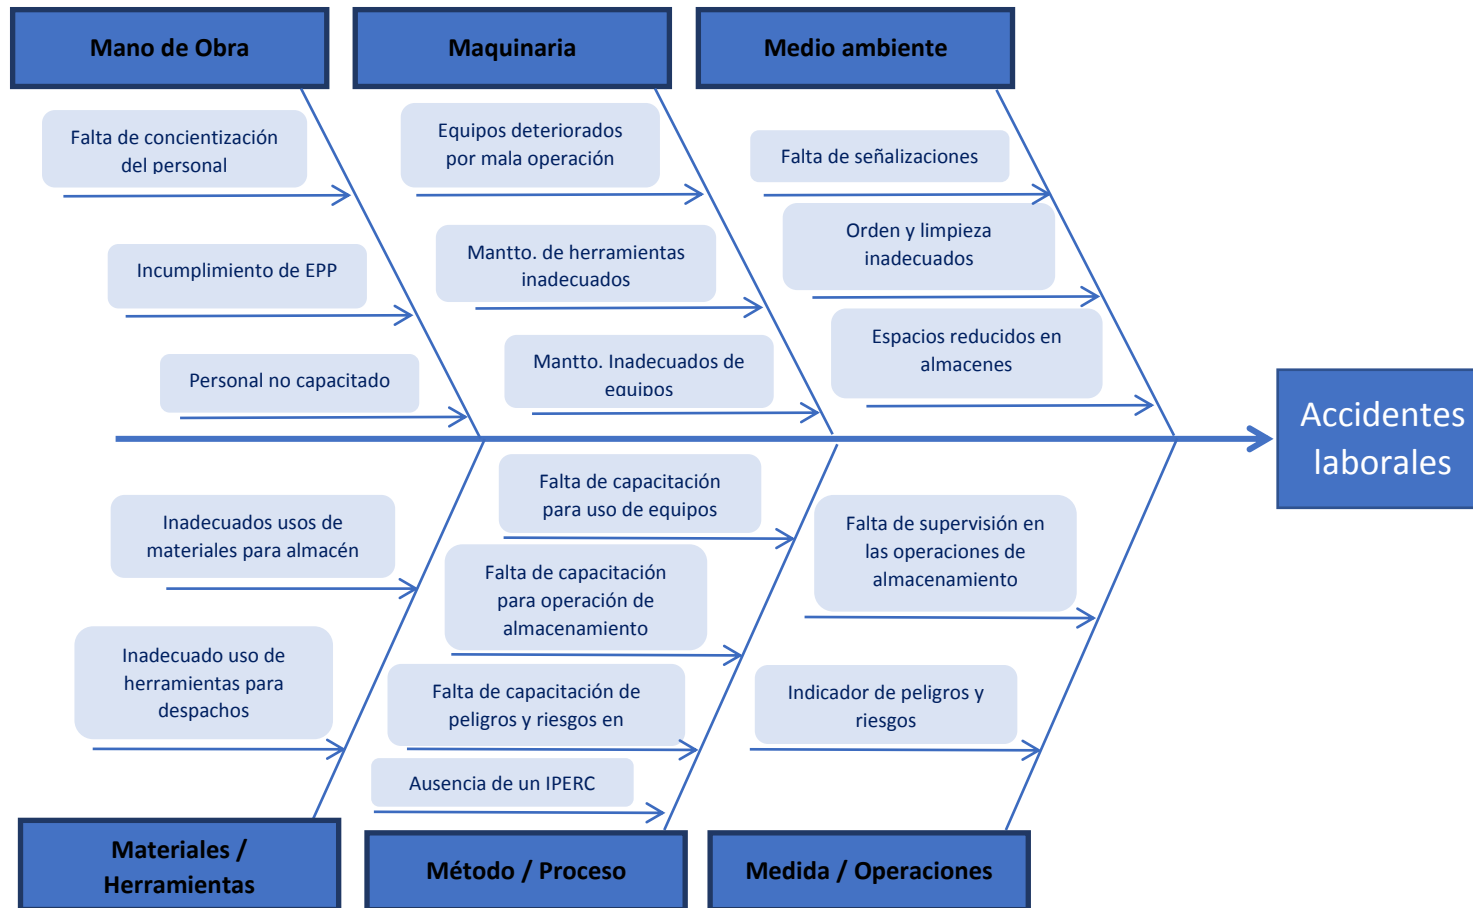 Mano de Obra
Maquinaria
Medio ambiente
Falta de concientización
del personal
Incumplimiento de EPP
Personal no capacitado
Equipos deteriorados
por mala operación
Mantto. de herramientas
inadecuados
Mantto. Inadecuados de
equipos
Falta de señalizaciones
Orden y limpieza
inadecuados
Espacios reducidos en
almacenes
Accidentes
laborales
Inadecuados usos de
materiales para almacén
Inadecuado uso de
herramientas para
despachos
Falta de capacitación
para uso de equipos
Falta de capacitación
para operación de
almacenamiento
Falta de capacitación de
peligros y riesgos en
Ausencia de un IPERC
Falta de supervisión en
las operaciones de
almacenamiento
Indicador de peligros y
riesgos
Materiales /
Herramientas
Método / Proceso
Medida / Operaciones